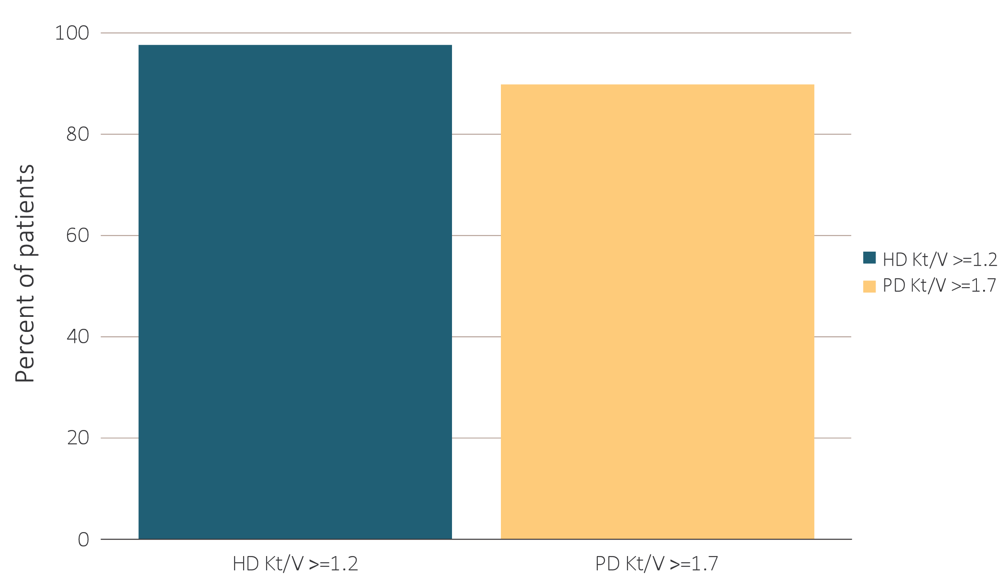 Percent of patients
100
80
60
40
20
0
HD Kt/V >=1.2
PD Kt/V >=1.7
HD Kt/V >=1.2
PD Kt/V >=1.7